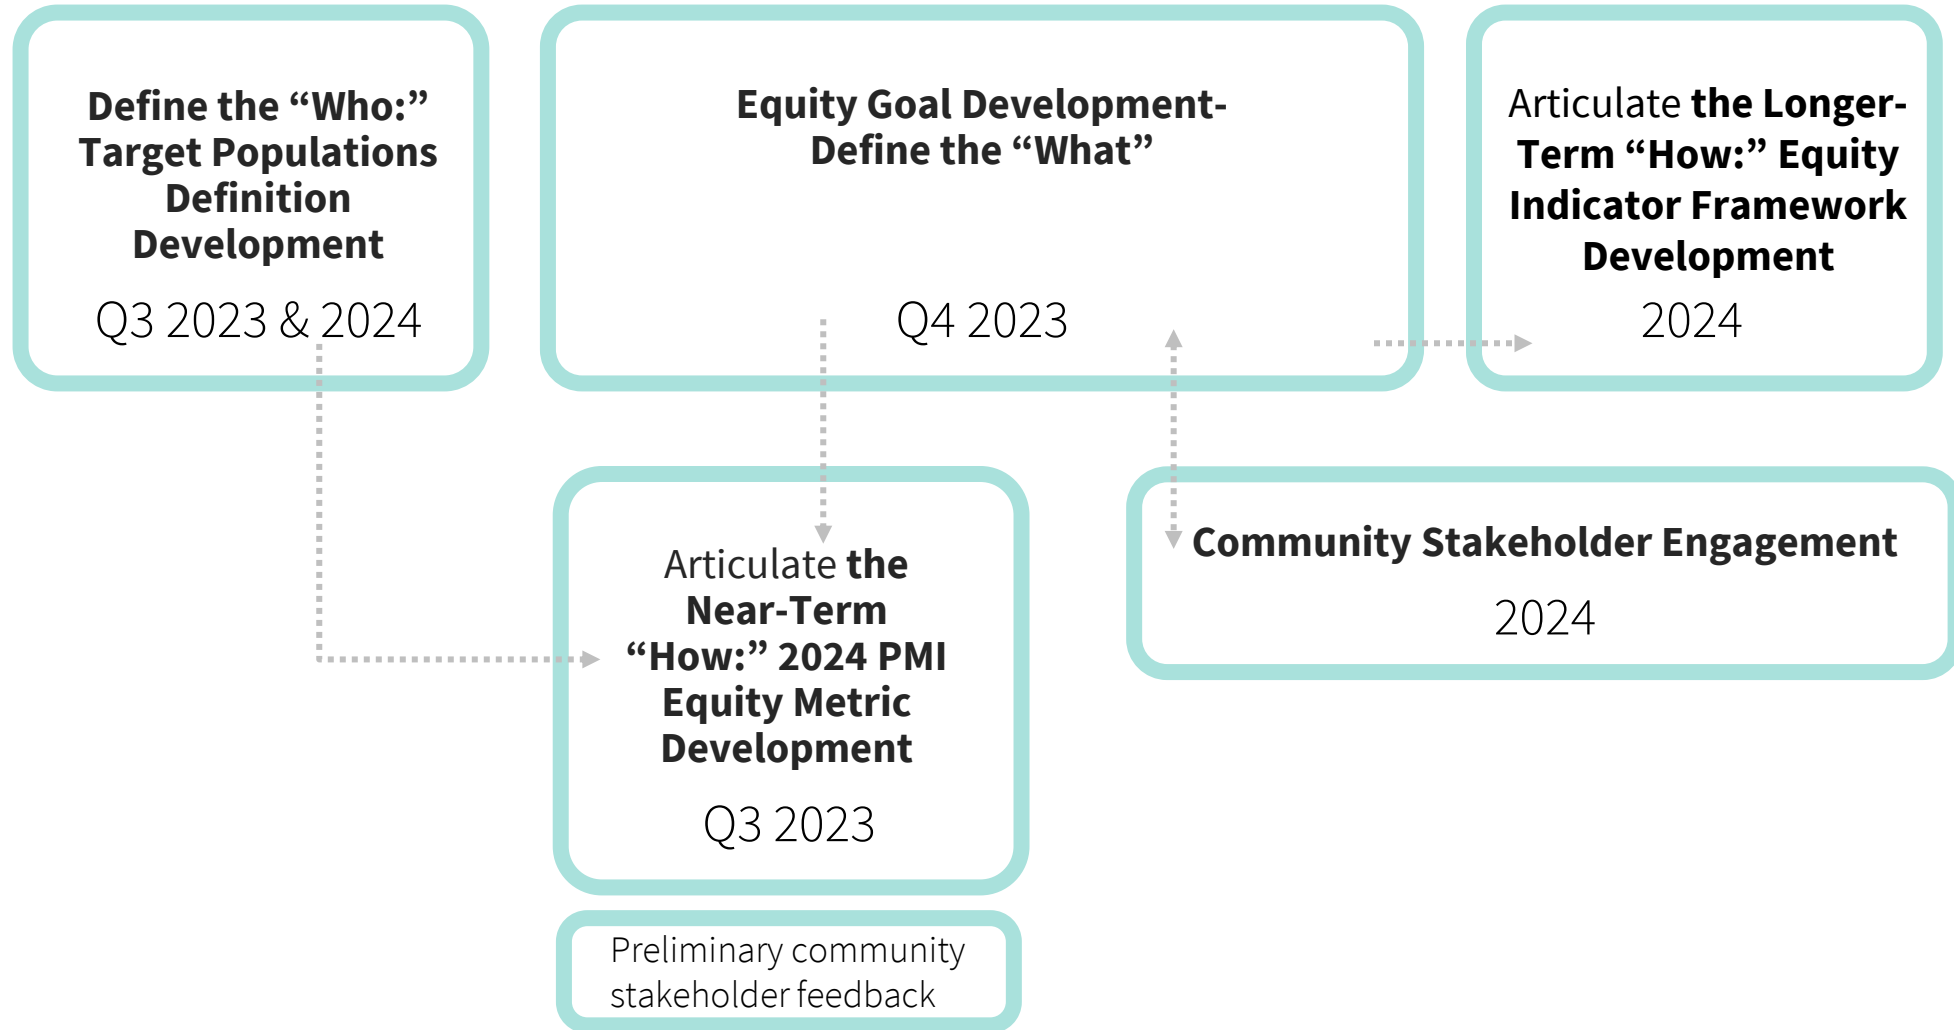 Define the “Who:”
Target Populations
Definition
Development
Q3 2023 & 2024
Equity Goal Development-
Define the “What”
Q4 2023
Articulate the Longer-
Term “How:” Equity
Indicator Framework
Development
2024
Articulate the
Near-Term
“How:” 2024 PMI
Equity Metric
Development
Q3 2023
Community Stakeholder Engagement
2024
Preliminary community
stakeholder feedback